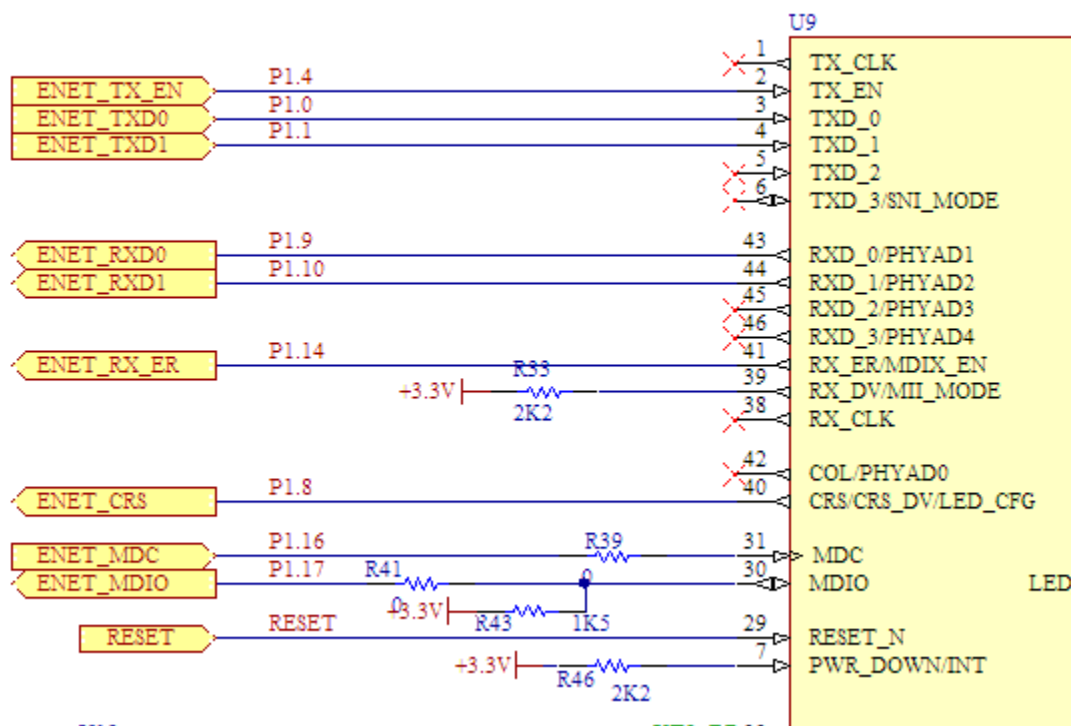 U9
1 TX_CLK
ENET_TX_EN P1.4 2 TX_EN
ENET_TXD0 P1.0 3 TXD_0
ENET_TXD1 P1.1 4 TXD_1
5 TXD_2
6 TXD_3/SNI_MODE
ENET_RXD0 P1.9 43 RXD_0/PHYAD1
ENET_RXD1 P1.10 44 RXD_1/PHYAD2
45 RXD_2/PHYAD3
46 RXD_3/PHYAD4
ENET_RX_ER P1.14 41 RX_ER/MDIX_EN
R33
+3.3V 39 RX_DV/MII_MODE
2K2
38 RX_CLK
42 COL/PHYAD0
ENET_CRS P1.8 40 CRS/CRS_DV/LED_CFG
ENET_MDC P1.16 R39 31 MDC
0
ENET_MDIO P1.17 R41 30 MDIO LED
0
+3.3V R43 1K5
RESET RESET 29 RESET_N
+3.3V 7 PWR_DOWN/INT
R46 2K2